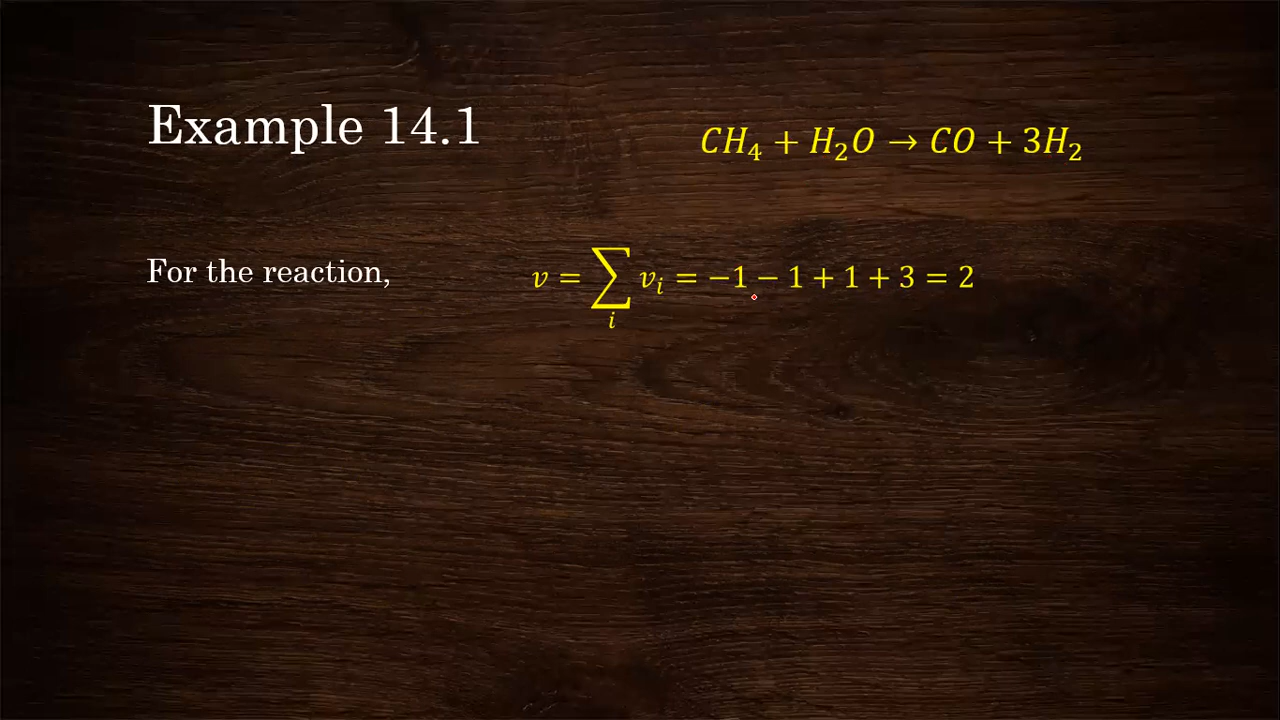 Example 14.1
CH₄ + H₂O → CO + 3H₂
For the reaction,
v = ∑ᵢ vᵢ = −1 − 1 + 1 + 3 = 2